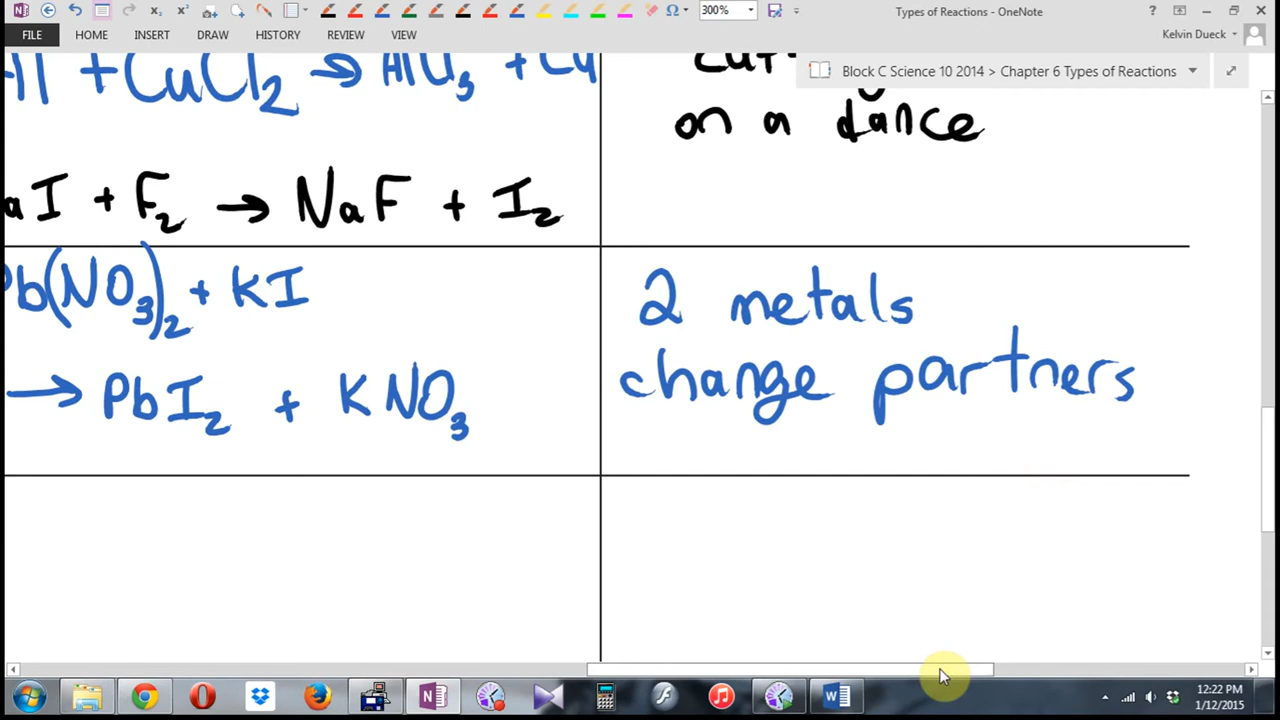 300%
Types of Reactions - OneNote
FILE HOME INSERT DRAW HISTORY REVIEW VIEW
Kelvin Dueck
Block C Science 10 2014 > Chapter 6 Types of Reactions
+ CuCl₂ → AlCl₃ + Cu
on a dance
aI + F₂ → NaF + I₂
Pb(NO₃)₂ + KI
→ PbI₂ + KNO₃
2 metals
change partners
12:22 PM
1/12/2015